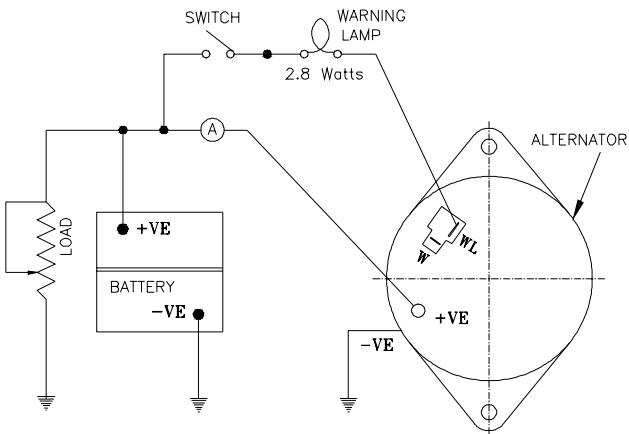 SWITCH
WARNING
LAMP
2.8 Watts
A
ALTERNATOR
LOAD
+VE
BATTERY
-VE
W
WL
+VE
-VE